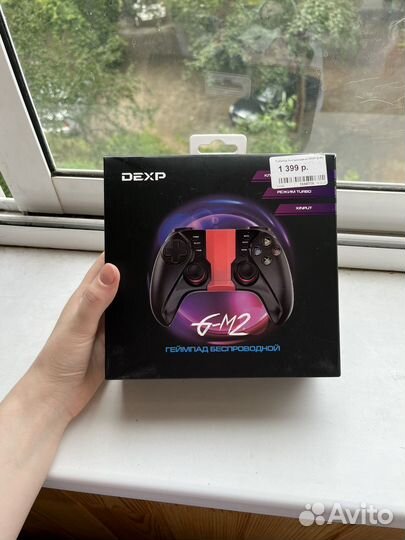 DEXP
1 399 р.
РЕЖИМ TURBO
XINPUT
G-M2
ГЕЙМПАД БЕСПРОВОДНОЙ
Avito